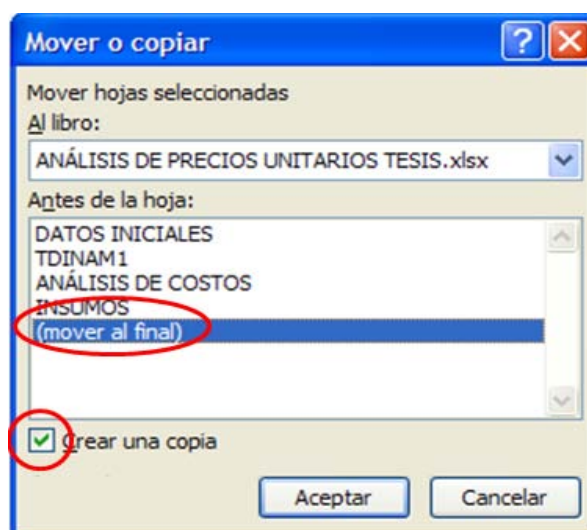 Mover o copiar
Mover hojas seleccionadas
Al libro:
ANÁLISIS DE PRECIOS UNITARIOS TESIS.xlsx
Antes de la hoja:
DATOS INICIALES
TDINAM1
ANÁLISIS DE COSTOS
INSUMOS
(mover al final)
Crear una copia
Aceptar
Cancelar